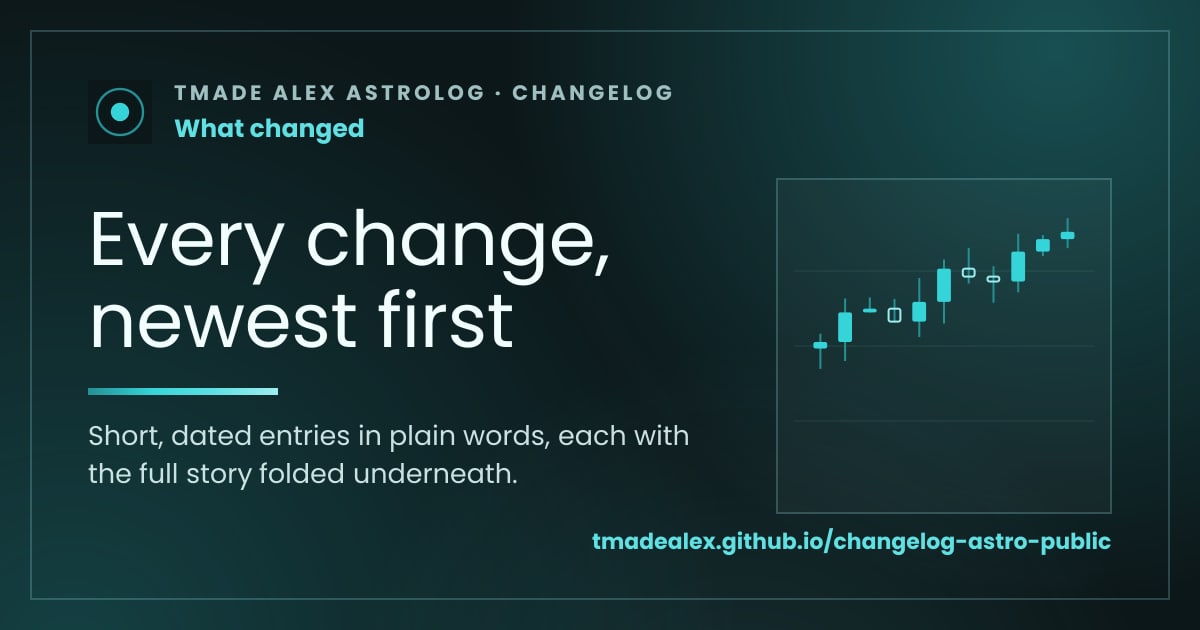 TMADE ALEX ASTROLOG · CHANGELOG
What changed
Every change,
newest first
Short, dated entries in plain words, each with
the full story folded underneath.
tmadealex.github.io/changelog-astro-public